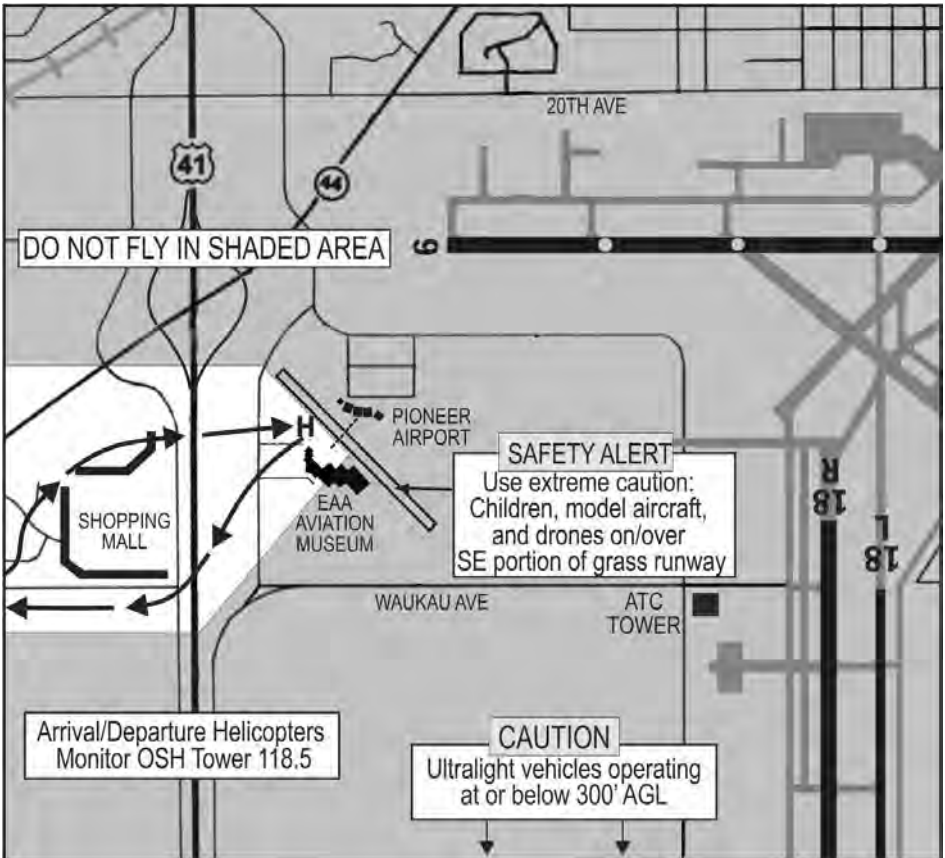 20TH AVE
41
44
DO NOT FLY IN SHADED AREA
9
H
PIONEER
AIRPORT
SAFETY ALERT
Use extreme caution:
Children, model aircraft,
and drones on/over
SE portion of grass runway
SHOPPING
MALL
EAA
AVIATION
MUSEUM
18
R
18
L
WAUKAU AVE
ATC
TOWER
Arrival/Departure Helicopters
Monitor OSH Tower 118.5
CAUTION
Ultralight vehicles operating
at or below 300' AGL